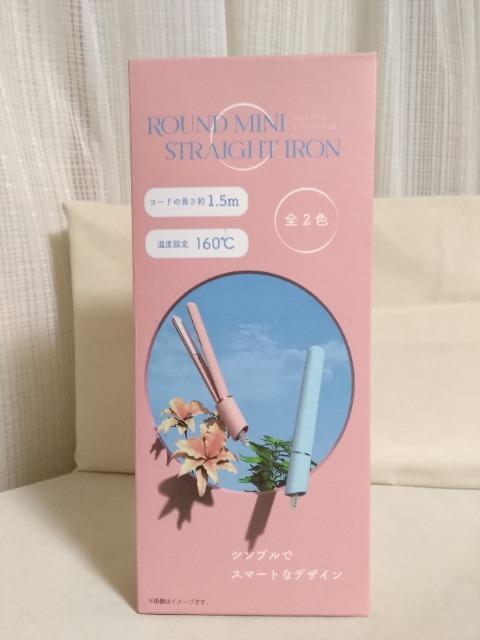 ROUND MINI
STRAIGHT IRON
コードの長さ約 1.5m
全2色
温度設定 160℃
シンプルで
スマートなデザイン
※画像はイメージです。